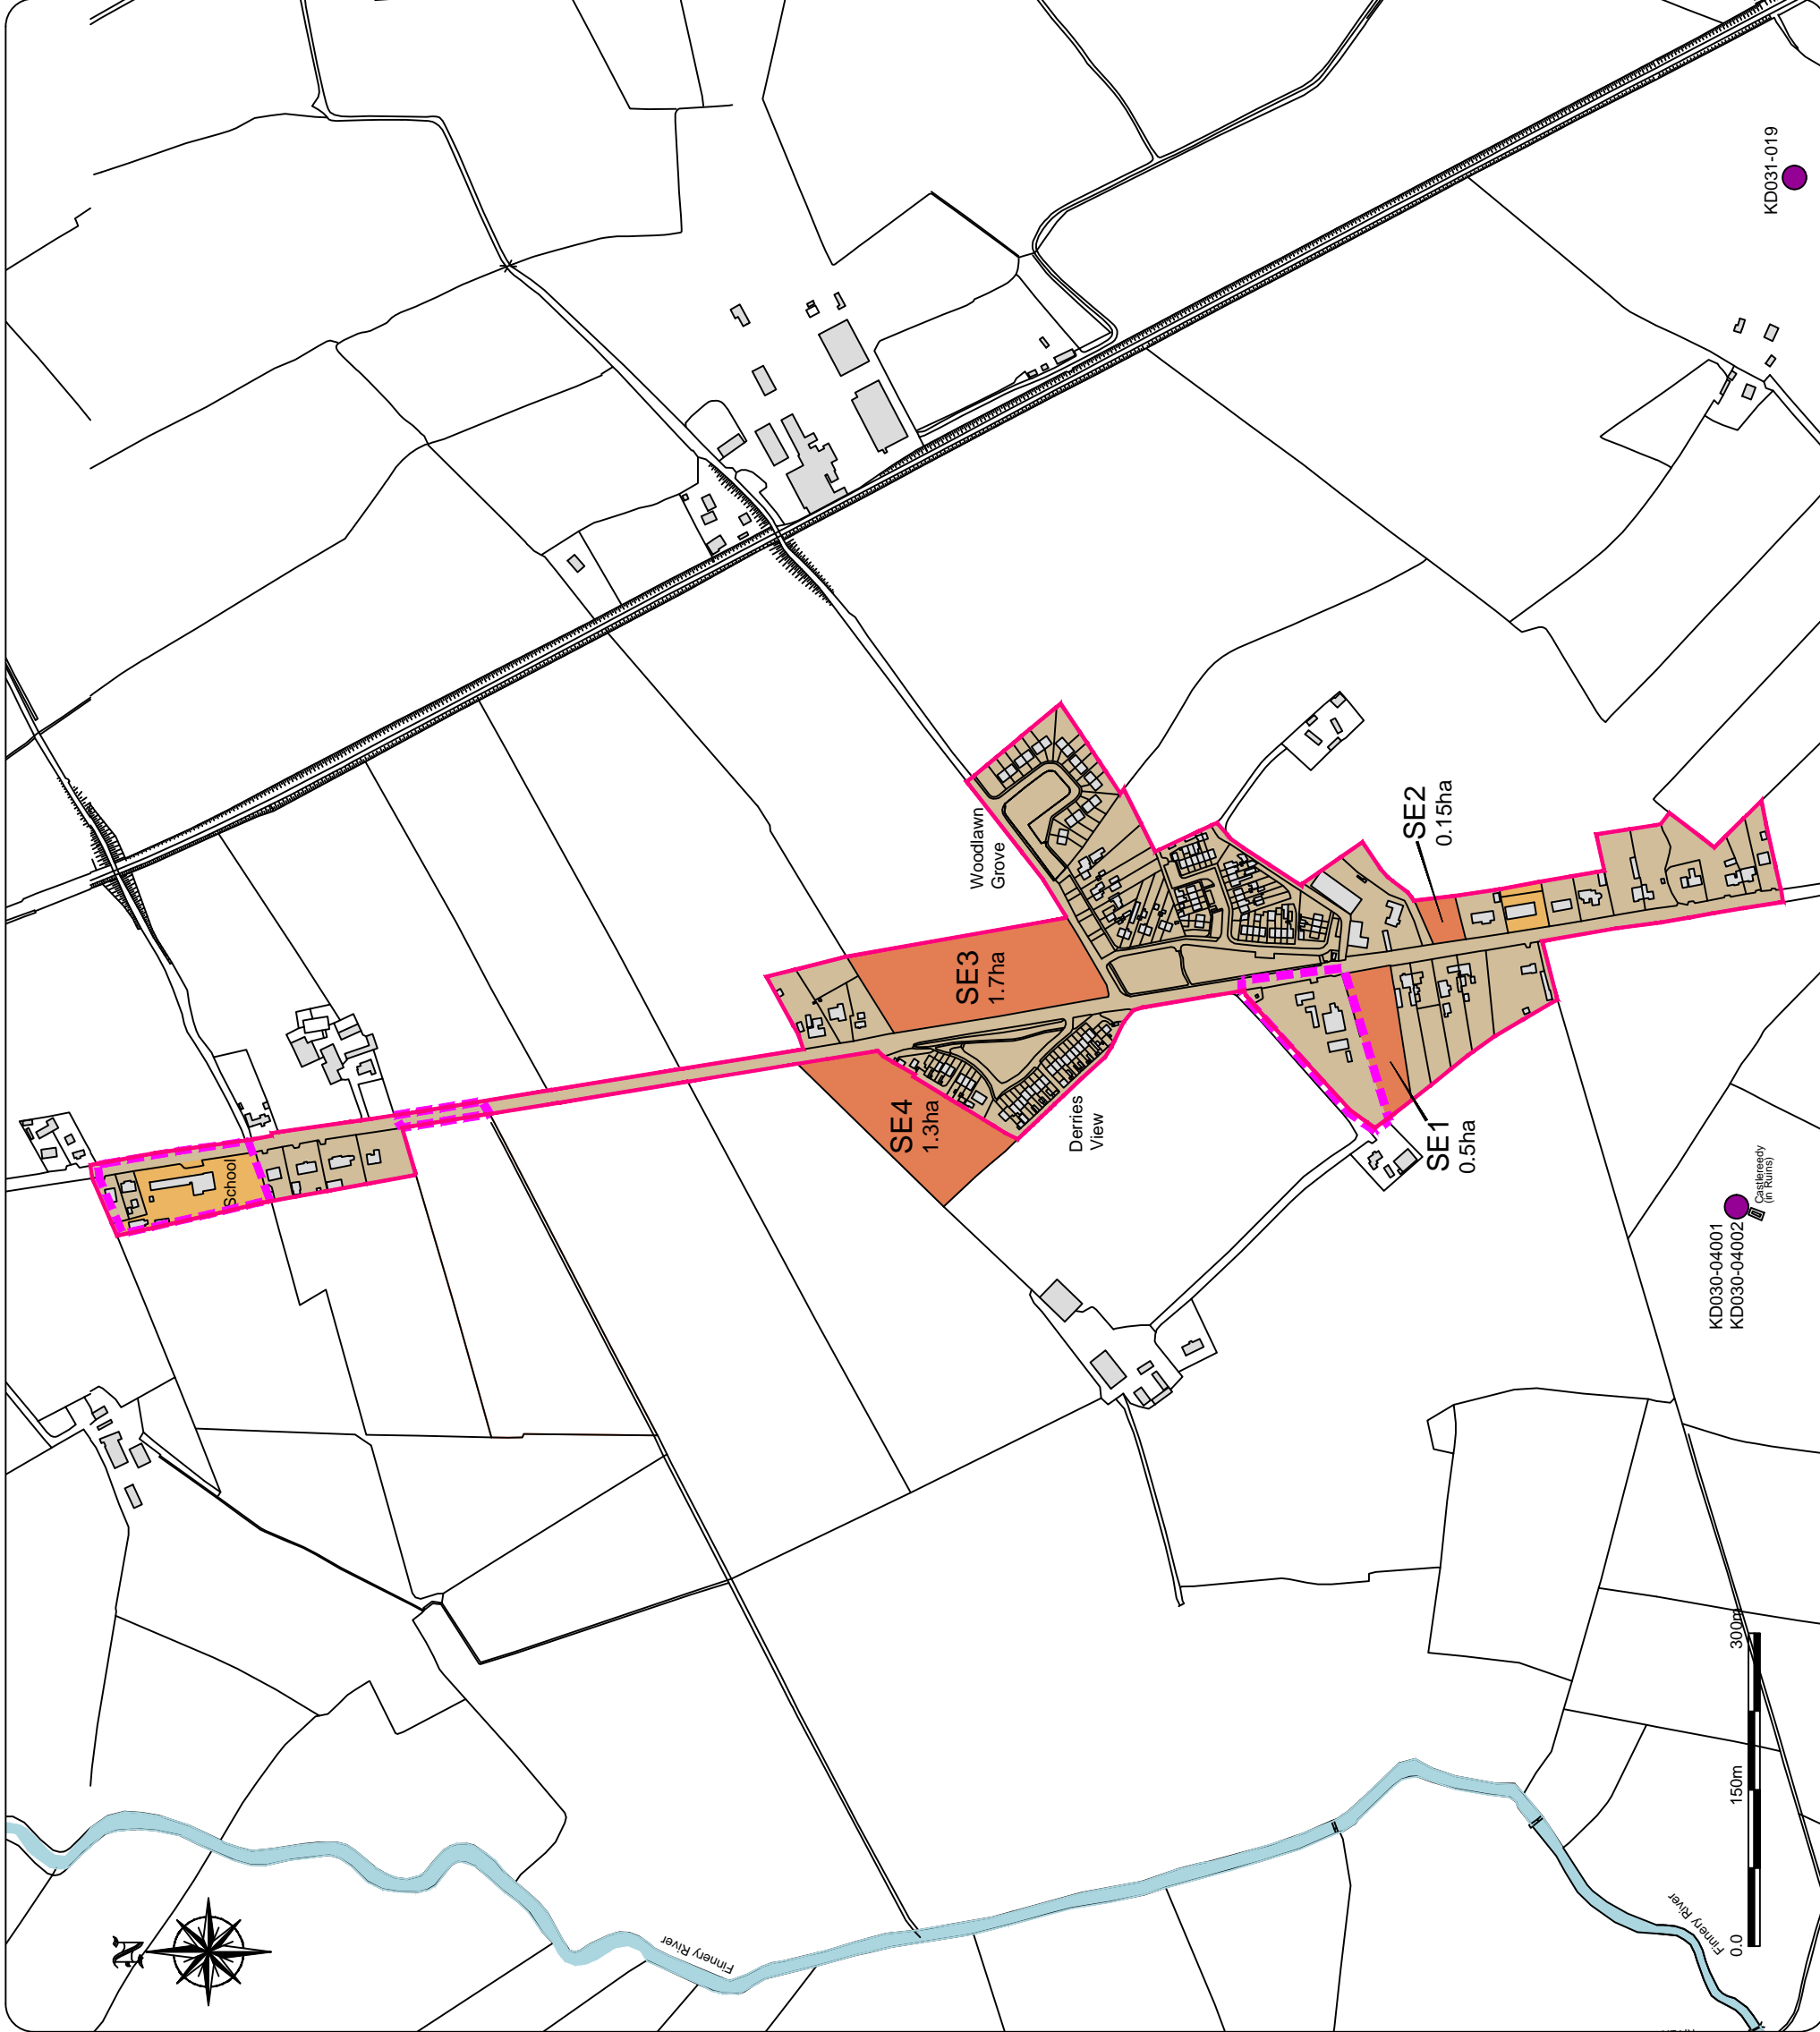 KD031-019
Woodlawn
Grove
SE2
0.15ha
SE3
1.7ha
SE4
1.3ha
Derries
View
SE1
0.5ha
School
Castlereedy
(in Ruins)
KD030-04001
KD030-04002
Finnery River
Finnery River
0.0
150m
300m
N